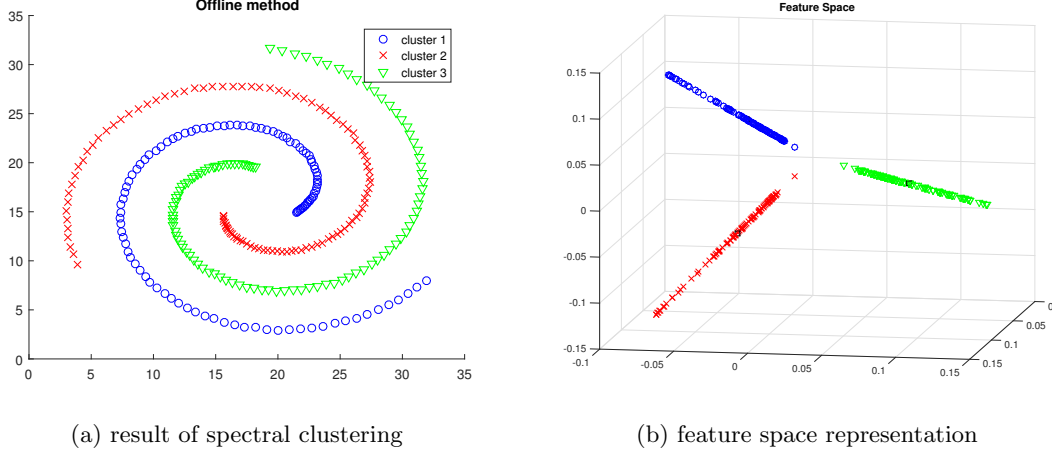 Offline method
35
30
25
20
15
10
5
0
0 5 10 15 20 25 30 35
cluster 1
cluster 2
cluster 3
(a) result of spectral clustering
Feature Space
0.15
0.1
0.05
0
-0.05
-0.1
-0.15
-0.1 -0.05 0 0.05 0.1 0.15
0.15
0.1
0.05
(b) feature space representation